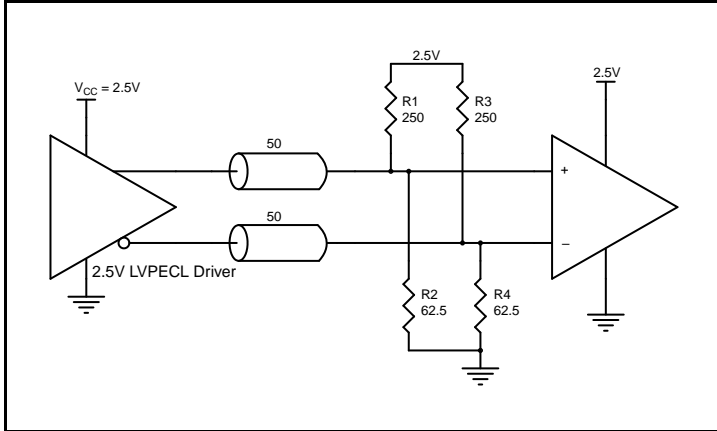 2.5V
V_CC = 2.5V
2.5V
R1
250
R3
250
50
+
50
−
2.5V LVPECL Driver
R2
62.5
R4
62.5